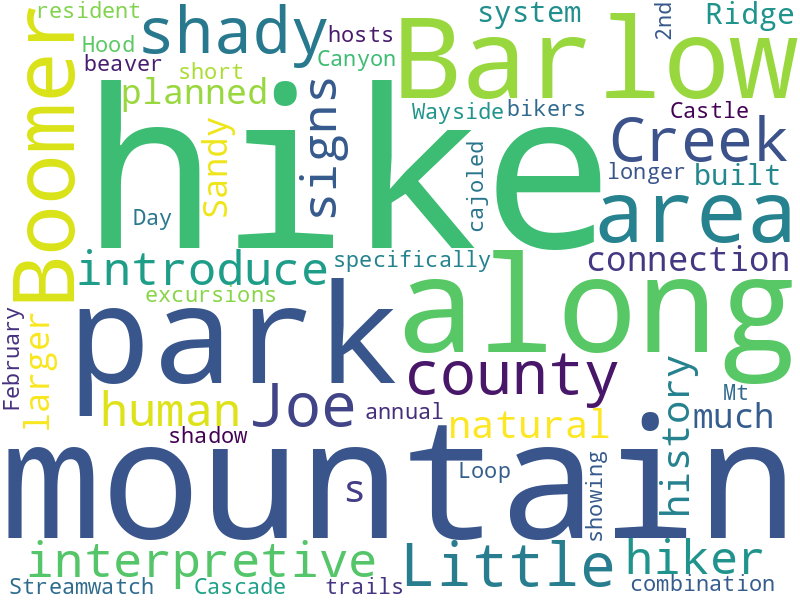 resident
shady
hosts
system
2nd
Ridge
Hood
beaver
short
Canyon
Barlow
Boomer
planned
signs
Wayside
bikers
Castle
Creek
hike
Sandy
cajoled
longer
built
Day
area
introduce
specifically
connection
excursions
along
park
February
larger
county
human
Joe
annual
natural
history
Mt
much
shadow
mountain
s
Loop
showing
interpretive
Little
hiker
Streamwatch
Cascade
trails
combination